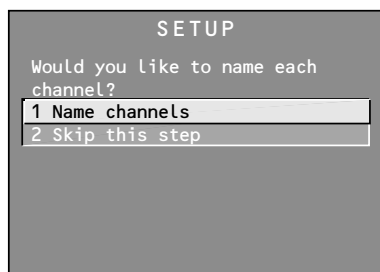 SETUP
Would you like to name each
channel?
1 Name channels
2 Skip this step